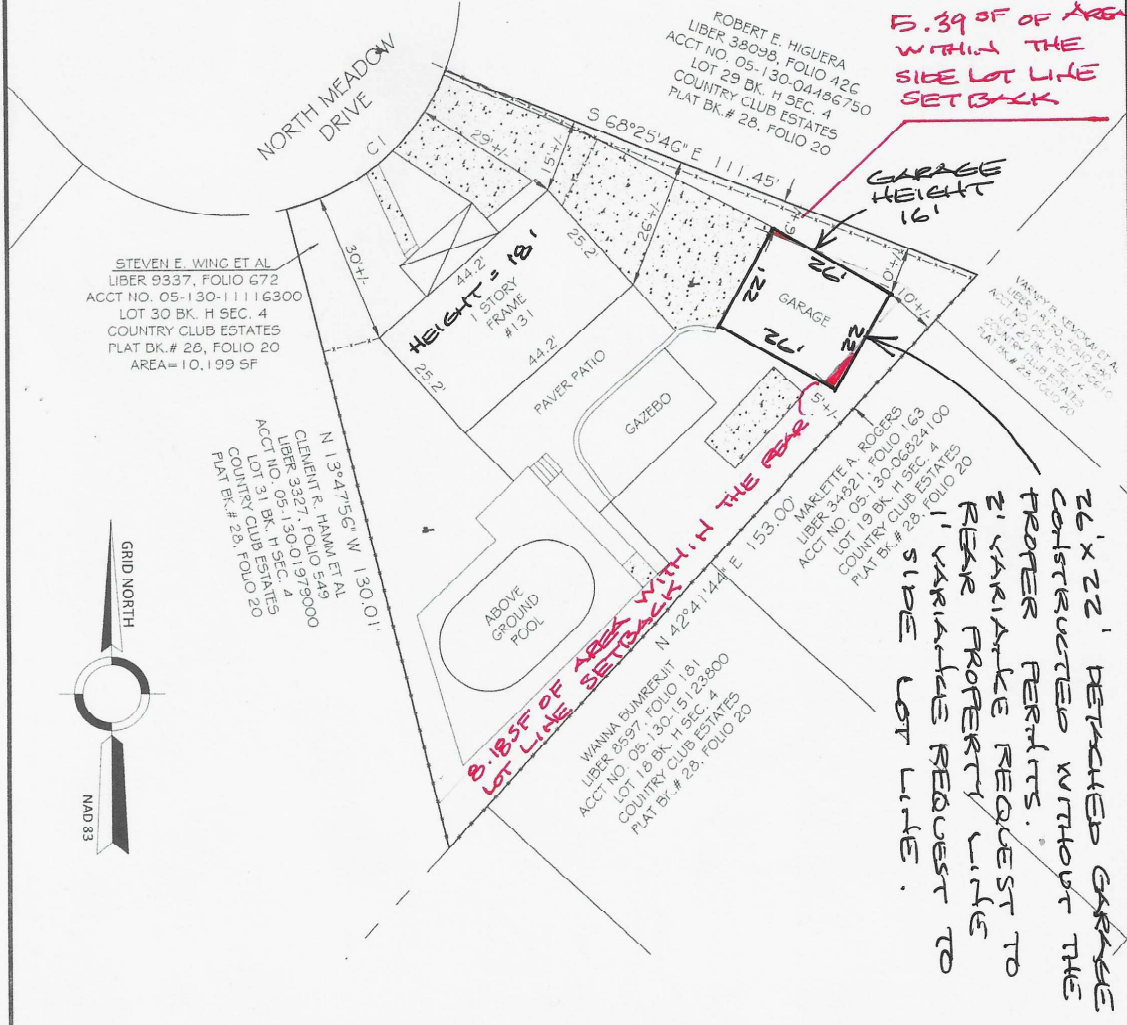 5.39 SF OF AREA
WITHIN THE
SIDE LOT LINE
SETBACK
ROBERT E. HIGUERA
LIBER 38098, FOLIO 426
ACCT NO. 05-130-04486750
LOT 29 BK. H SEC. 4
COUNTRY CLUB ESTATES
PLAT BK.# 28, FOLIO 20
NORTH MEADOW
DRIVE
C1
S 68°25'46" E 111.45'
29'+/-
15'+/-
26'+/-
30'+/-
GARAGE
HEIGHT
16'
STEVEN E. WING ET AL
LIBER 9337, FOLIO 672
ACCT NO. 05-130-11116300
LOT 30 BK. H SEC. 4
COUNTRY CLUB ESTATES
PLAT BK.# 28, FOLIO 20
AREA=10,199 SF
44.2'
25.2'
HEIGHT = 18'
1 STORY
FRAME
#131
44.2'
25.2'
26'
22'
GARAGE
22'
26'
10'+/-
5'+/-
PAVER PATIO
GAZEBO
ABOVE
GROUND
POOL
N 13°47'56" W 130.01'
CLEMENT R. HAMM ET AL
LIBER 3327, FOLIO 549
ACCT NO. 05-130-01979000
LOT 31 BK. H SEC. 4
COUNTRY CLUB ESTATES
PLAT BK.# 28, FOLIO 20
MARLETTE A. ROGERS
LIBER 34821, FOLIO 163
ACCT NO. 05-130-06824100
LOT 19 BK. H SEC. 4
COUNTRY CLUB ESTATES
PLAT BK.# 28, FOLIO 20
N 42°41'44" E 153.00'
8.18 SF OF AREA WITHIN THE REAR
LOT LINE SETBACK
WANNA BUMRERJIT
LIBER 8597, FOLIO 181
ACCT NO. 05-130-15123800
LOT 18 BK. H SEC. 4
COUNTRY CLUB ESTATES
PLAT BK.# 28, FOLIO 20
COUNTRY CLUB ESTATES
PLAT BK.# 28, FOLIO 20
26' X 22' DETACHED GARAGE
CONSTRUCTED WITHOUT THE
PROPER PERMITS.
2' VARIANCE REQUEST TO
REAR PROPERTY LINE
1' VARIANCE REQUEST TO
SIDE LOT LINE.
GRID NORTH
NAD 83